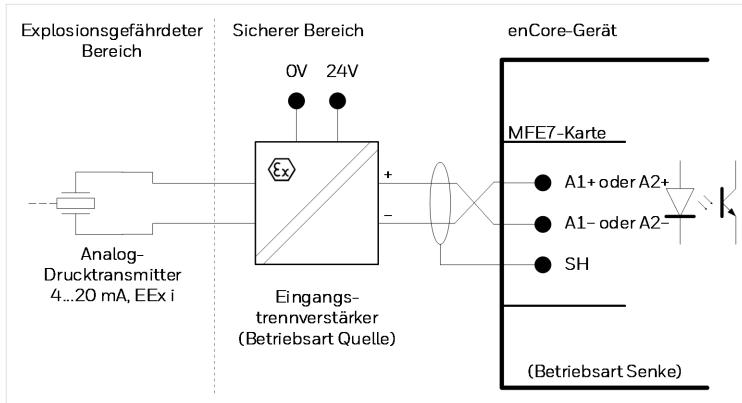 Explosionsgefährdeter
Bereich
Sicherer Bereich
enCore-Gerät
0V
24V
MFE7-Karte
Ex
+
A1+ oder A2+
−
A1− oder A2−
SH
Analog-
Drucktransmitter
4...20 mA, EEx i
Eingangs-
trennverstärker
(Betriebsart Quelle)
(Betriebsart Senke)